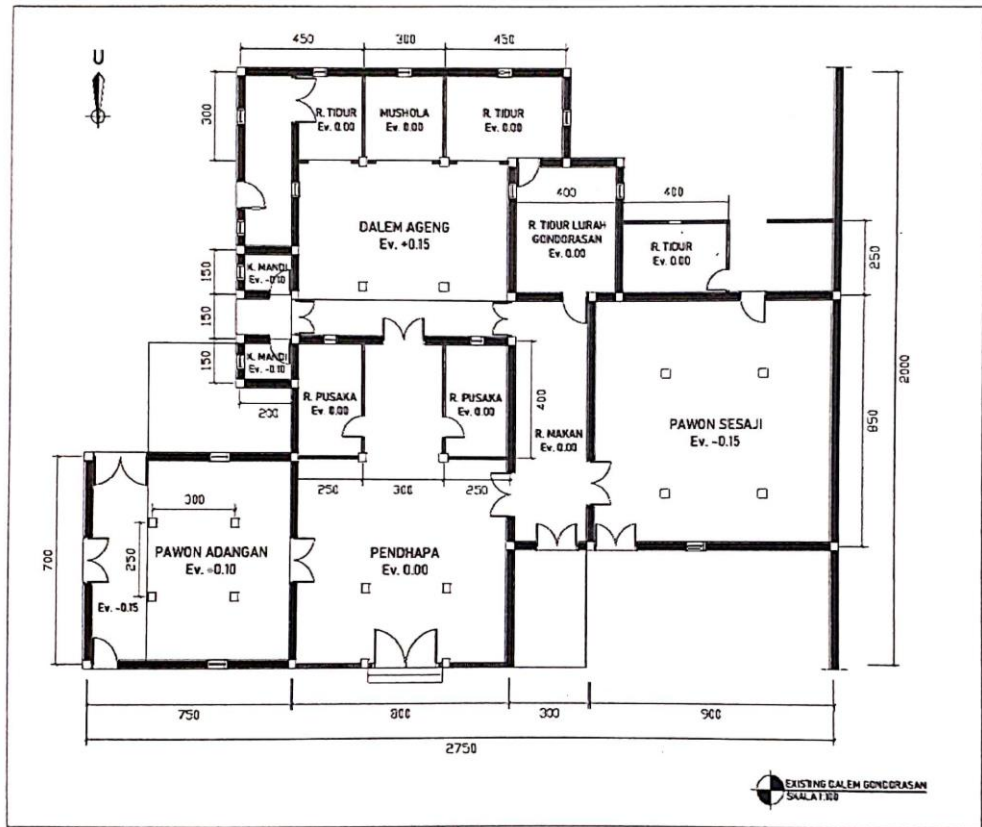 450
300
450
U
300
R. TIDUR
Ev. 0.00
MUSHOLA
Ev. 0.00
R. TIDUR
Ev. 0.00
400
400
DALEM AGENG
Ev. +0.15
R. TIDUR LURAH
GONDORASAN
Ev. 0.00
R. TIDUR
Ev. 0.00
250
150
K. MANDI
Ev. -0.10
150
150
K. MANDI
Ev. -0.10
200
R. PUSAKA
Ev. 0.00
R. PUSAKA
Ev. 0.00
400
R. MAKAN
Ev. 0.00
PAWON SESAJI
Ev. -0.15
850
2000
250
300
250
700
300
250
PAWON ADANGAN
Ev. -0.10
Ev. -0.15
PENDHAPA
Ev. 0.00
750
800
300
900
2750
EXISTING DALEM GONDORASAN
SKALA 1:100